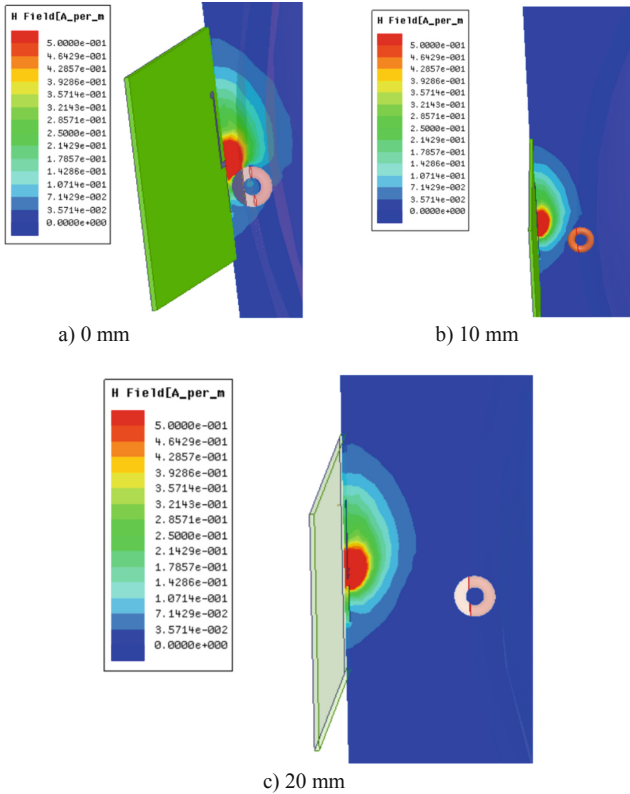 H Field[A_per_m
5.0000e-001
4.6429e-001
4.2857e-001
3.9286e-001
3.5714e-001
3.2143e-001
2.8571e-001
2.5000e-001
2.1429e-001
1.7857e-001
1.4286e-001
1.0714e-001
7.1429e-002
3.5714e-002
0.0000e+000
a) 0 mm
H Field[A_per_m
5.0000e-001
4.6429e-001
4.2857e-001
3.9286e-001
3.5714e-001
3.2143e-001
2.8571e-001
2.5000e-001
2.1429e-001
1.7857e-001
1.4286e-001
1.0714e-001
7.1429e-002
3.5714e-002
0.0000e+000
b) 10 mm
H Field[A_per_m
5.0000e-001
4.6429e-001
4.2857e-001
3.9286e-001
3.5714e-001
3.2143e-001
2.8571e-001
2.5000e-001
2.1429e-001
1.7857e-001
1.4286e-001
1.0714e-001
7.1429e-002
3.5714e-002
0.0000e+000
c) 20 mm